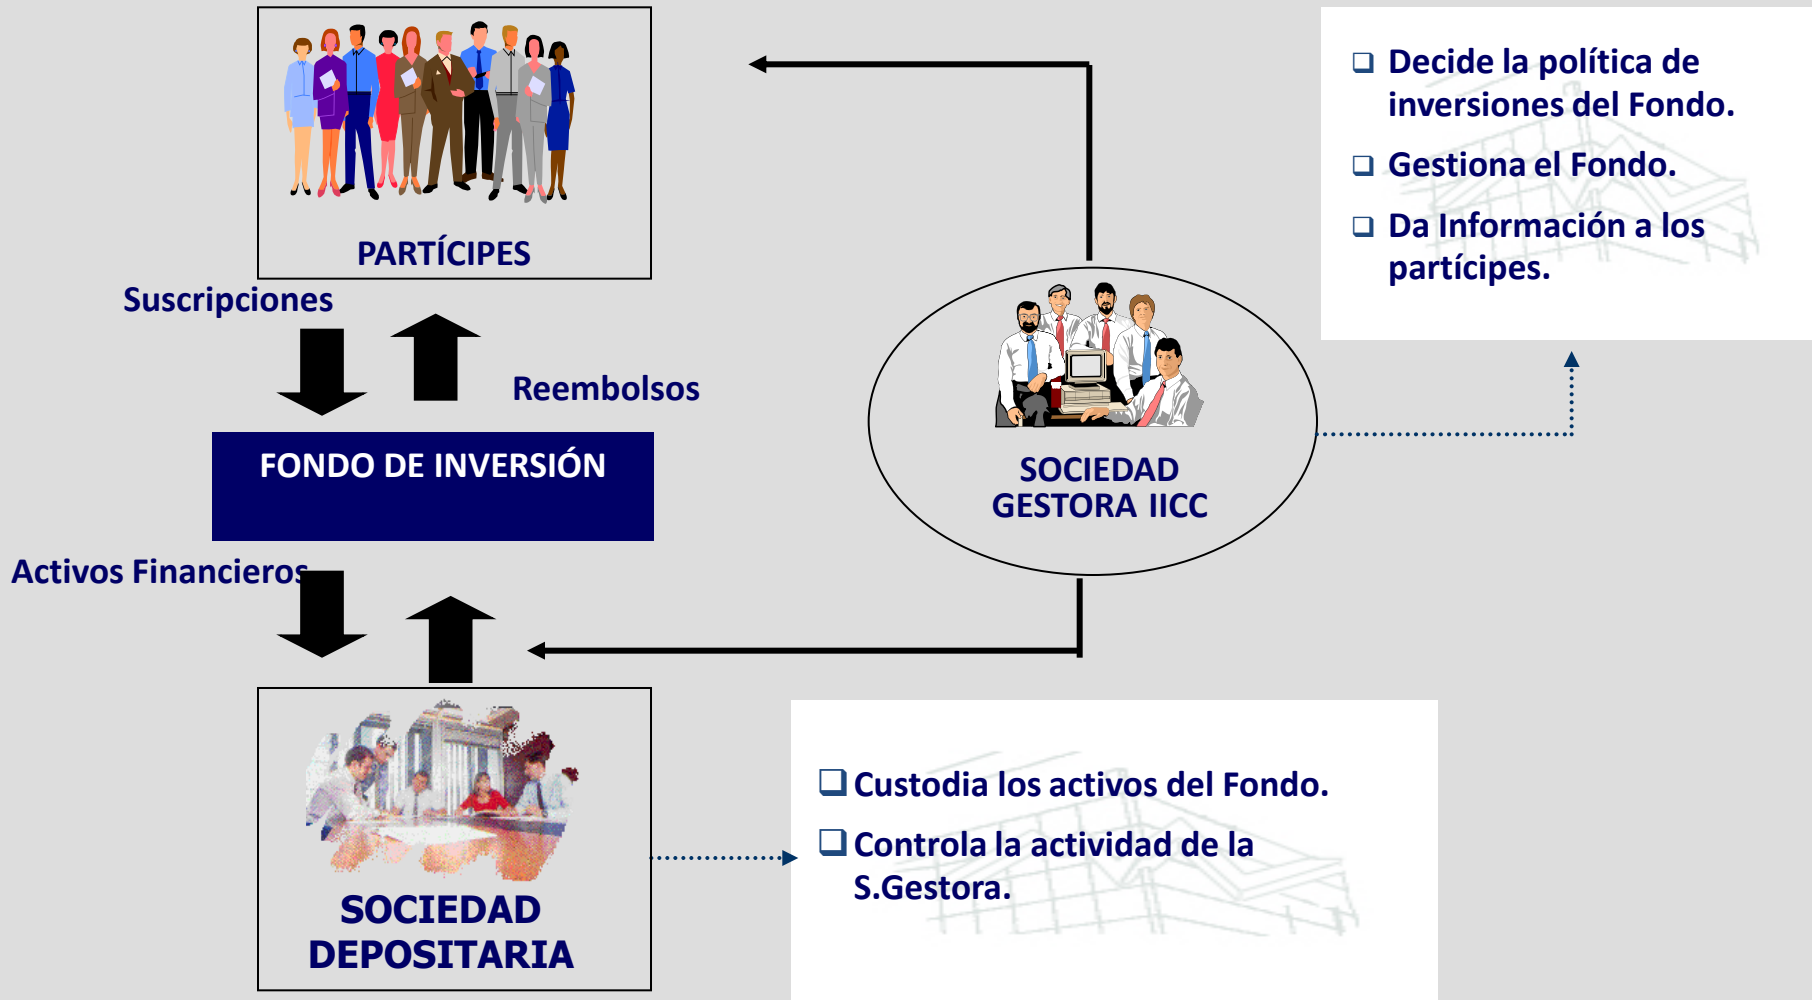 Decide la política de
inversiones del Fondo.
Gestiona el Fondo.
Da Información a los
partícipes.
PARTÍCIPES
Suscripciones
Reembolsos
FONDO DE INVERSIÓN
SOCIEDAD
GESTORA IICC
Activos Financieros
Custodia los activos del Fondo.
Controla la actividad de la
S.Gestora.
SOCIEDAD
DEPOSITARIA